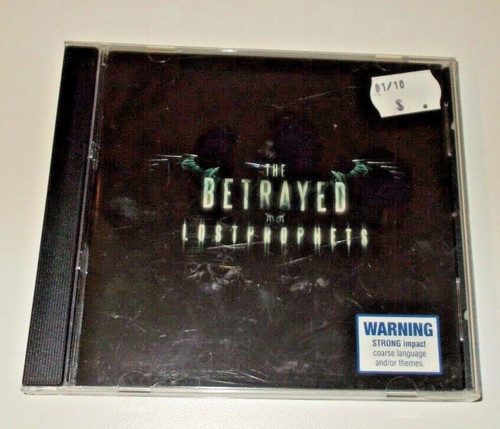 01/10
$
THE
BETRAYED
LOSTPROPHETS
WARNING
STRONG impact
coarse language
and/or themes.